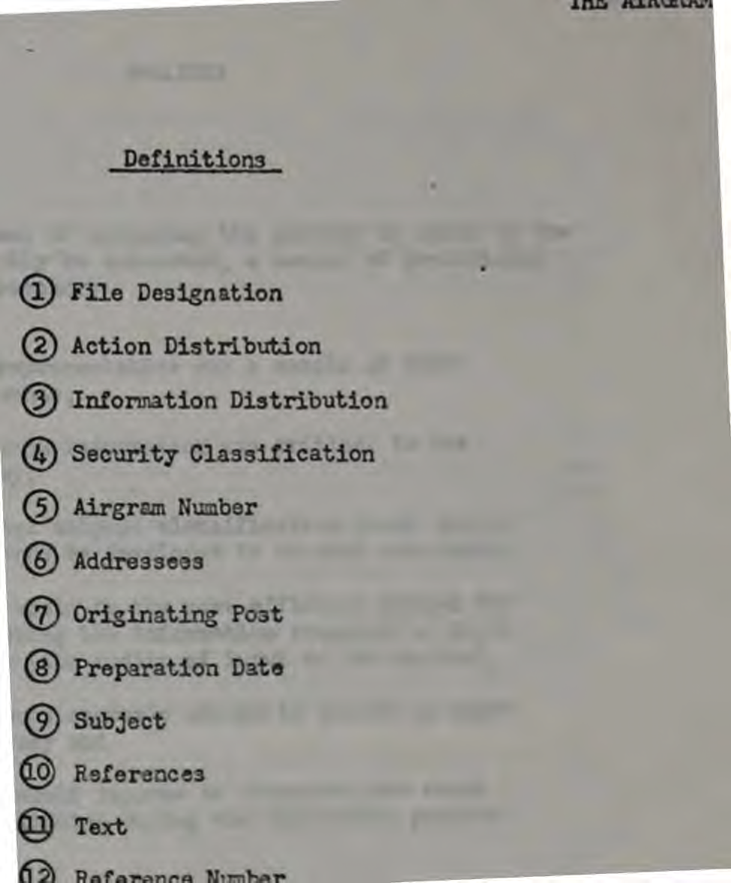 THE AIRGRAM
Definitions
① File Designation
② Action Distribution
③ Information Distribution
④ Security Classification
⑤ Airgram Number
⑥ Addressees
⑦ Originating Post
⑧ Preparation Date
⑨ Subject
⑩ References
⑪ Text
⑫ Reference Number